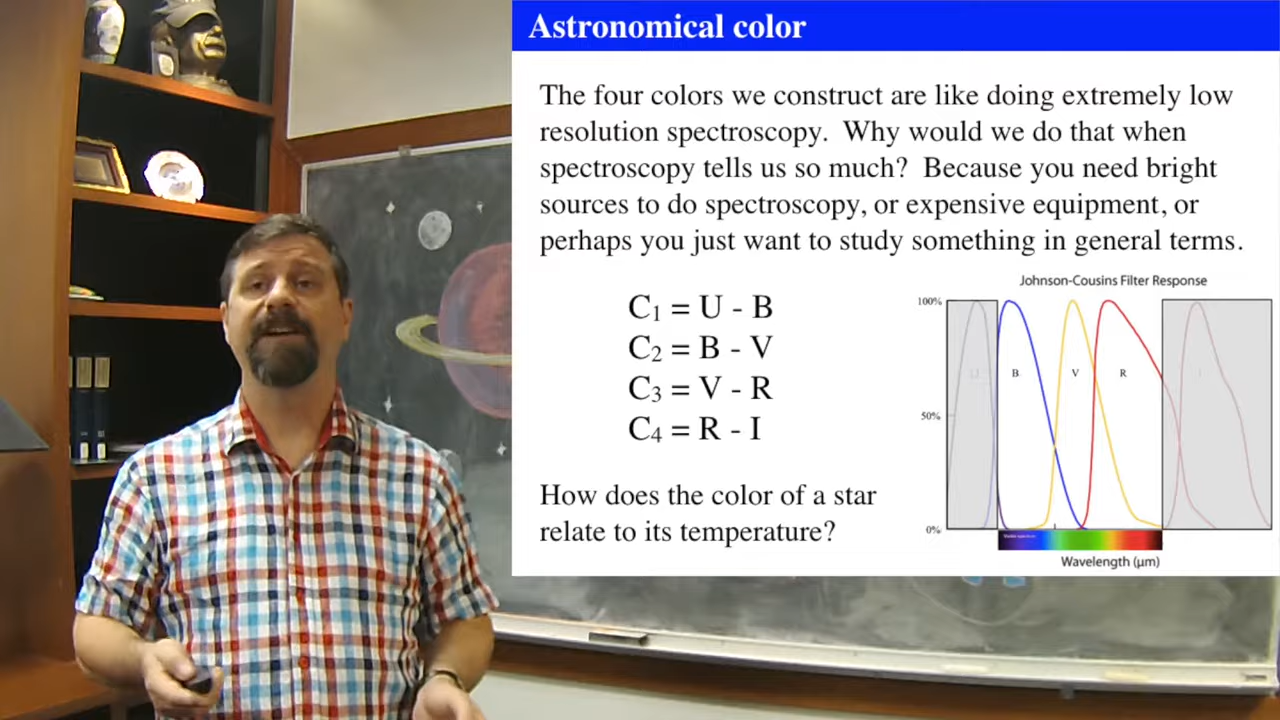 Astronomical color
The four colors we construct are like doing extremely low
resolution spectroscopy.  Why would we do that when
spectroscopy tells us so much?  Because you need bright
sources to do spectroscopy, or expensive equipment, or
perhaps you just want to study something in general terms.
C₁ = U - B
C₂ = B - V
C₃ = V - R
C₄ = R - I
How does the color of a star
relate to its temperature?
Johnson-Cousins Filter Response
100%
50%
0%
U B V R I
Wavelength (μm)